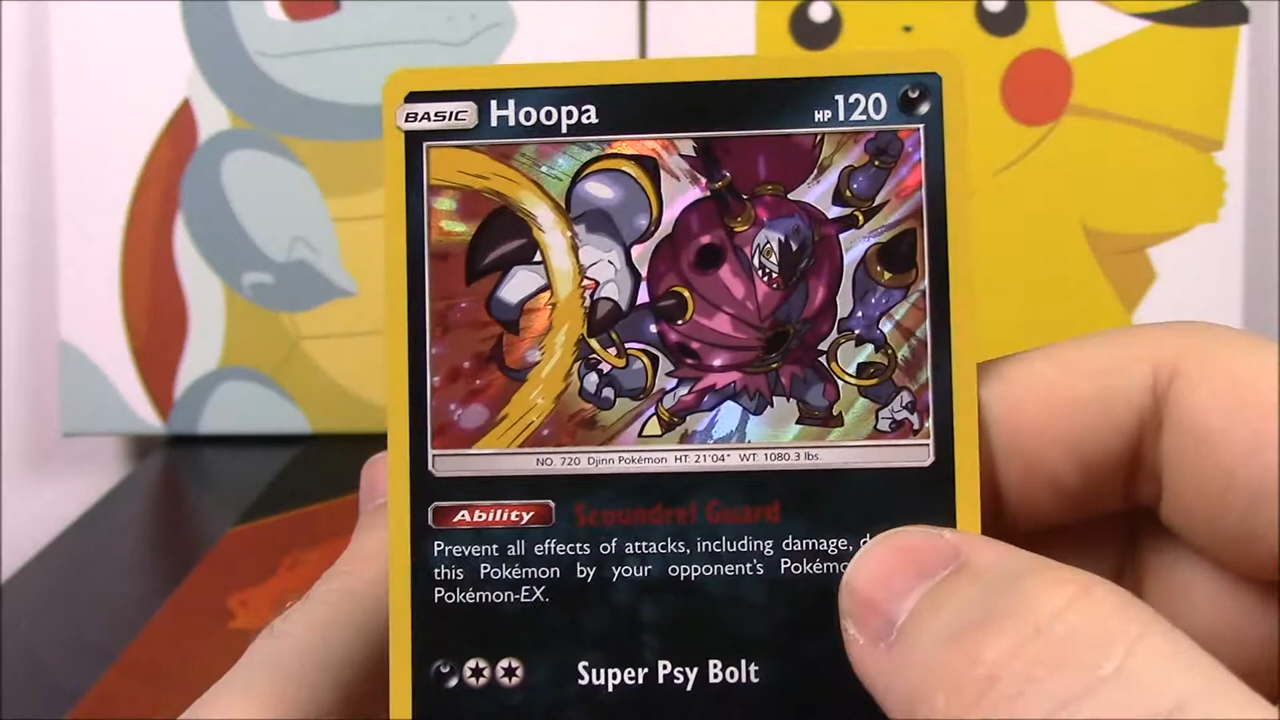 BASIC Hoopa HP 120
NO. 720 Djinn Pokémon HT: 21'04" WT: 1080.3 lbs.
Ability Scoundrel Guard
Prevent all effects of attacks, including damage,
this Pokémon by your opponent's
Pokémon-EX.
Super Psy Bolt